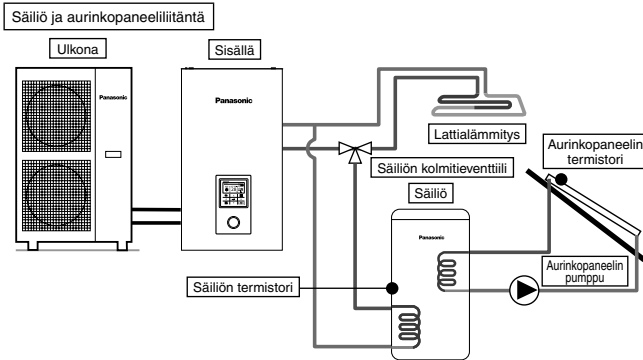 Säiliö ja aurinkopaneeliliitäntä
Ulkona
Sisällä
Panasonic
Panasonic
Lattialämmitys
Aurinkopaneelin
termistori
Säiliön kolmitieventtiili
Säiliö
Panasonic
Aurinkopaneelin
pumppu
Säiliön termistori